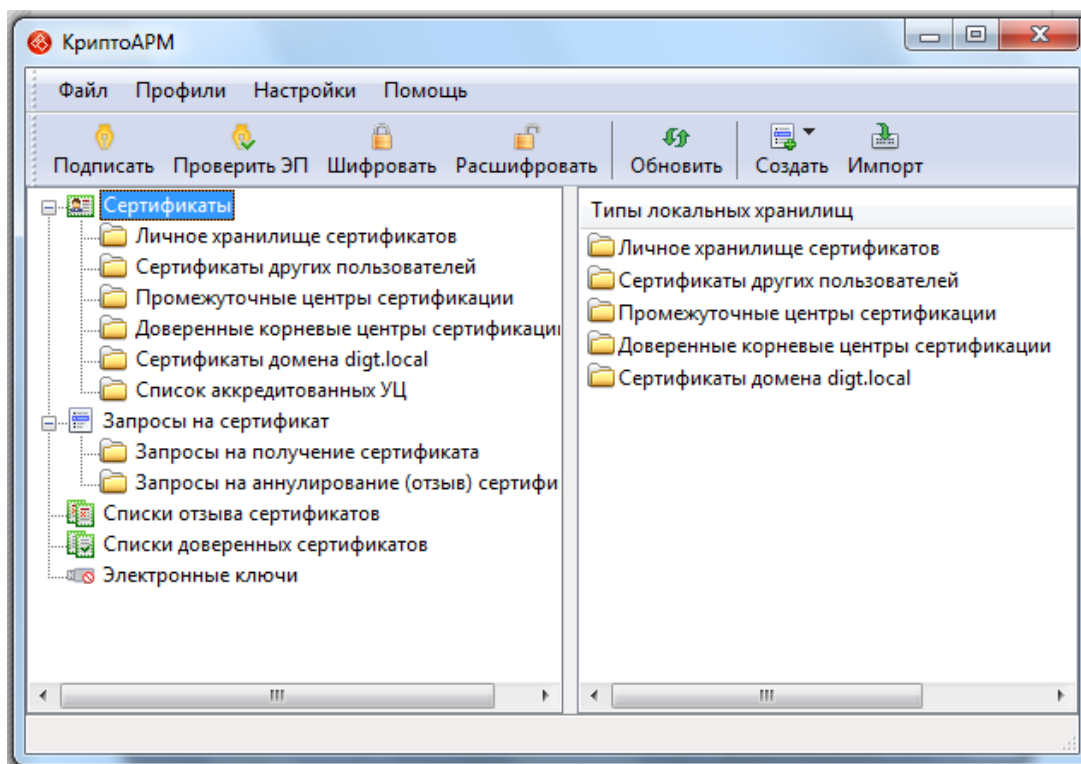 КриптоАРМ
Файл Профили Настройки Помощь
Подписать Проверить ЭП Шифровать Расшифровать Обновить Создать Импорт
Сертификаты
Личное хранилище сертификатов
Сертификаты других пользователей
Промежуточные центры сертификации
Доверенные корневые центры сертификации
Сертификаты домена digt.local
Список аккредитованных УЦ
Запросы на сертификат
Запросы на получение сертификата
Запросы на аннулирование (отзыв) сертифи
Списки отзыва сертификатов
Списки доверенных сертификатов
Электронные ключи
Типы локальных хранилищ
Личное хранилище сертификатов
Сертификаты других пользователей
Промежуточные центры сертификации
Доверенные корневые центры сертификации
Сертификаты домена digt.local